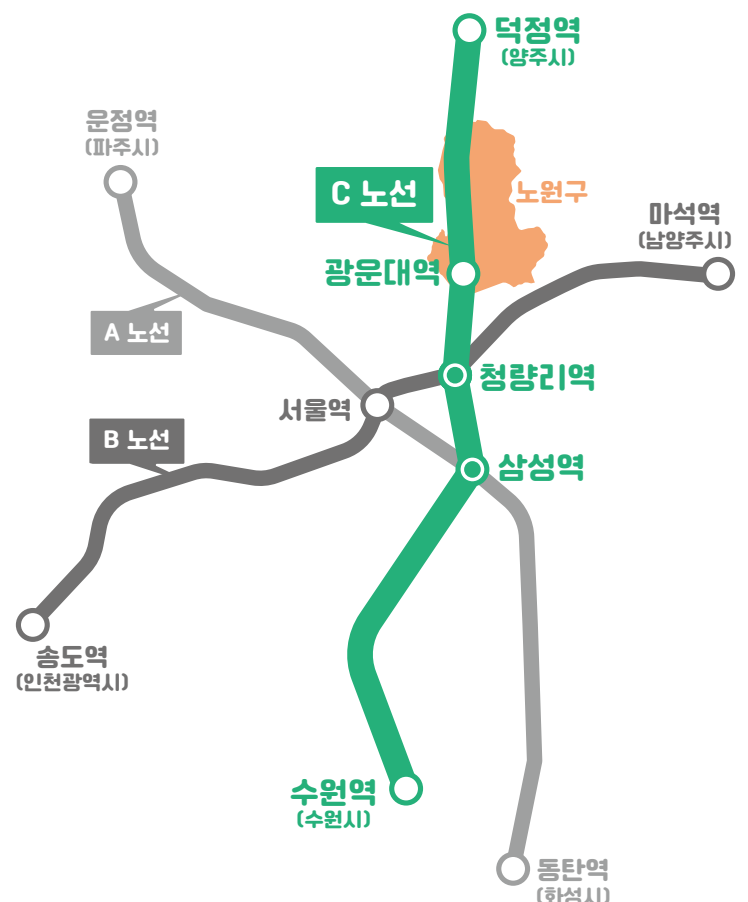 덕정역
(양주시)
운정역
(파주시)
C 노선
노원구
마석역
(남양주시)
광운대역
A 노선
청량리역
서울역
B 노선
삼성역
송도역
(인천광역시)
수원역
(수원시)
동탄역
(화성시)